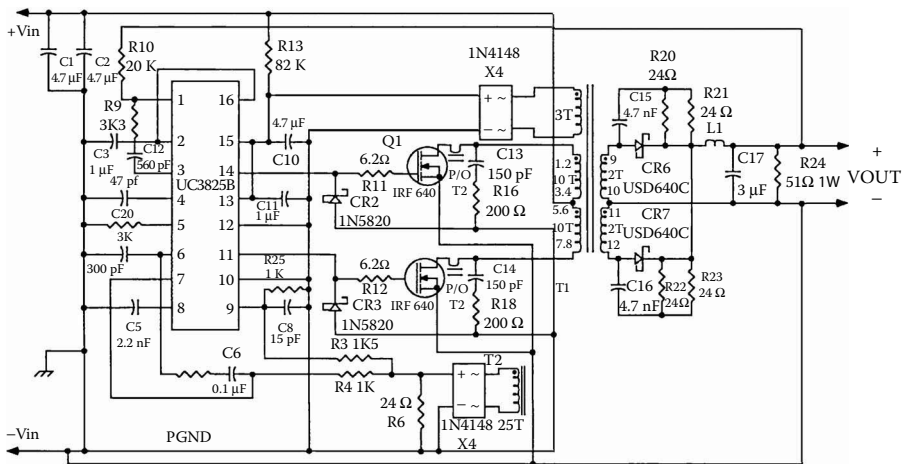 +Vin
C1
4.7 μF
C2
4.7 μF
R10
20 K
R13
82 K
1N4148
X4
+ ~
− ~
3T
R20
24Ω
R21
24 Ω
C15
4.7 nF
L1
R9
3K3
1
16
C3
1 μF
2
15
4.7 μF
C10
C12
560 pF
3
14
UC3825B
47 pf
4
13
C11
1 μF
C20
3K
5
12
300 pF
6
11
7
10
R25
1 K
8
9
C5
2.2 nF
C8
15 pF
Q1
6.2Ω
R11
IRF 640
P/O
T2
C13
150 pF
R16
200 Ω
CR2
1N5820
6.2Ω
R12
IRF 640
P/O
T2
C14
150 pF
R18
200 Ω
CR3
1N5820
1.2
10 T
3.4
5.6
10T
7.8
T1
9
2T
10
11
2T
12
CR6
USD640C
CR7
USD640C
C16
4.7 nF
R22
24Ω
R23
24 Ω
C17
3 μF
R24
51Ω 1W
+
VOUT
−
R3 1K5
C6
0.1 μF
R4 1K
24 Ω
R6
T2
+ ~
− ~
1N4148
X4
25T
−Vin
PGND